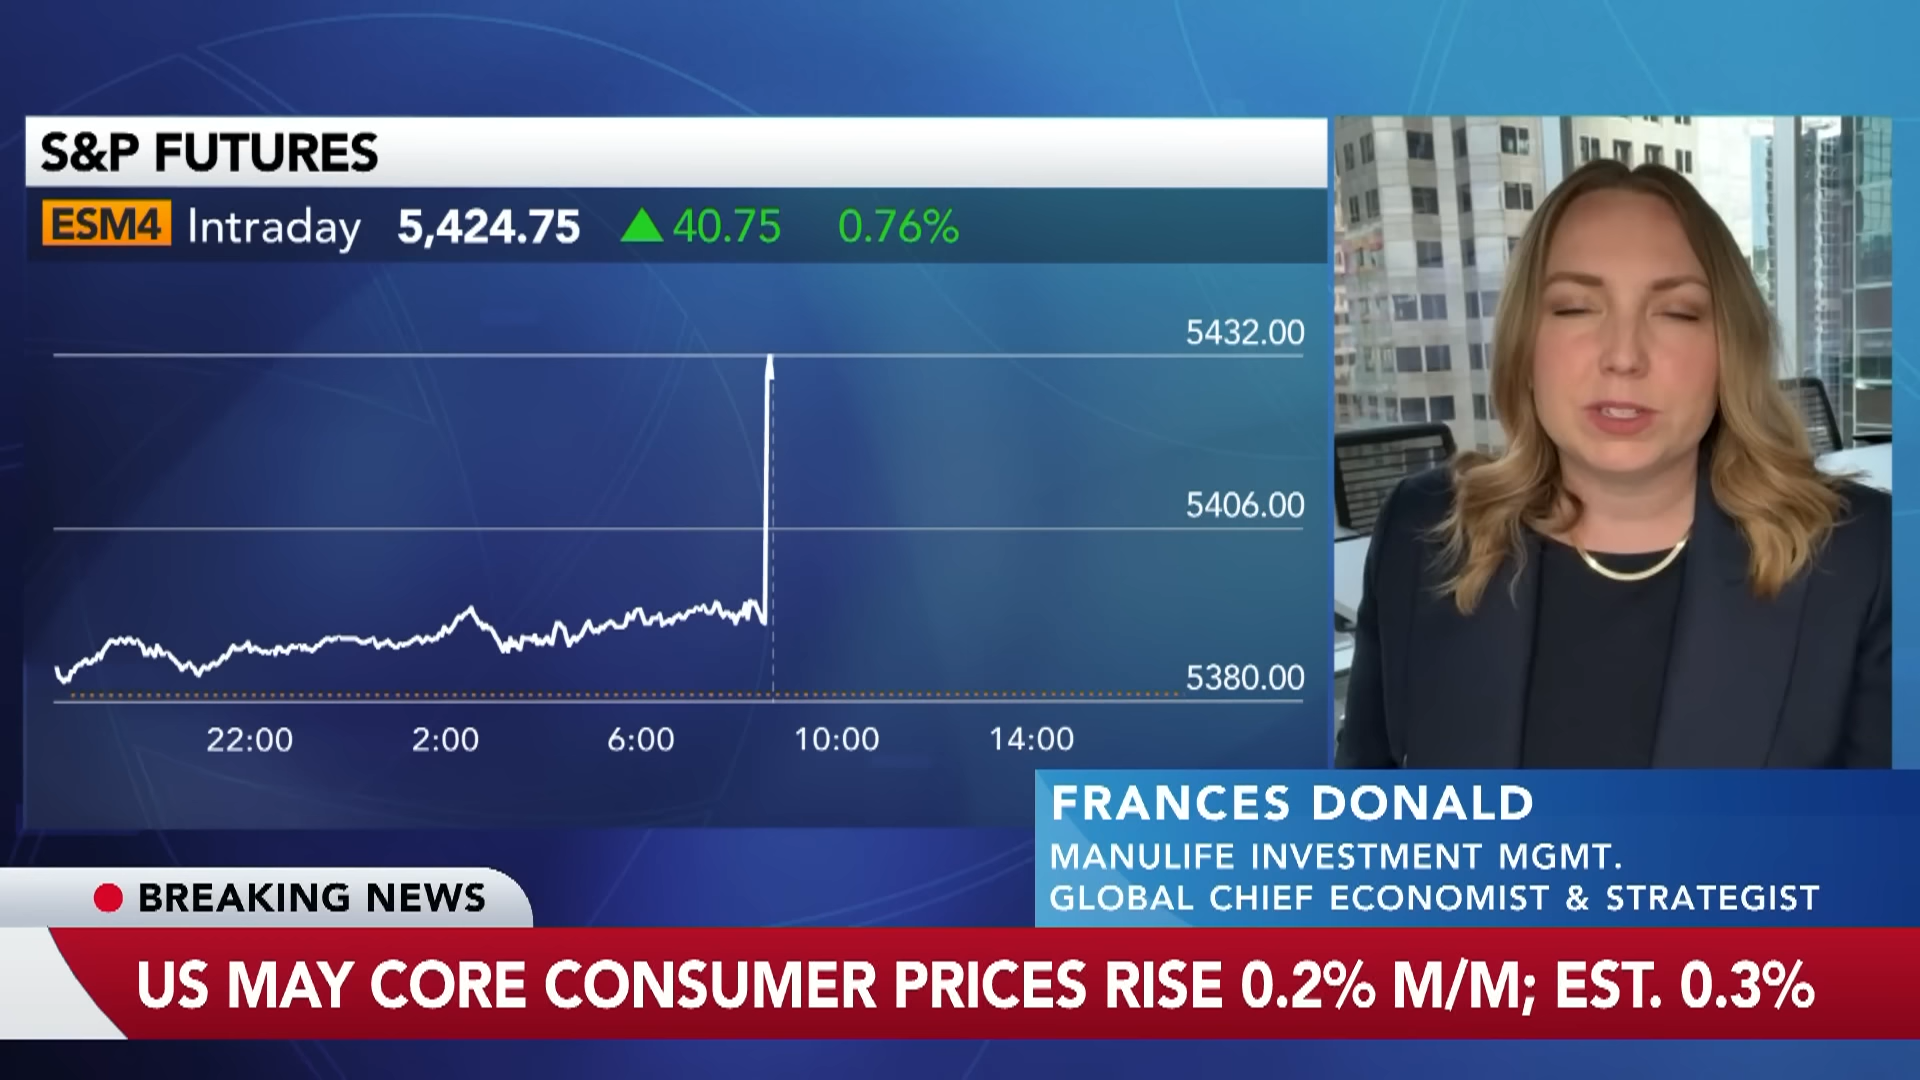 S&P FUTURES
ESM4 Intraday 5,424.75 ▲ 40.75 0.76%
5432.00
5406.00
5380.00
22:00 2:00 6:00 10:00 14:00
FRANCES DONALD
MANULIFE INVESTMENT MGMT.
GLOBAL CHIEF ECONOMIST & STRATEGIST
BREAKING NEWS
US MAY CORE CONSUMER PRICES RISE 0.2% M/M; EST. 0.3%